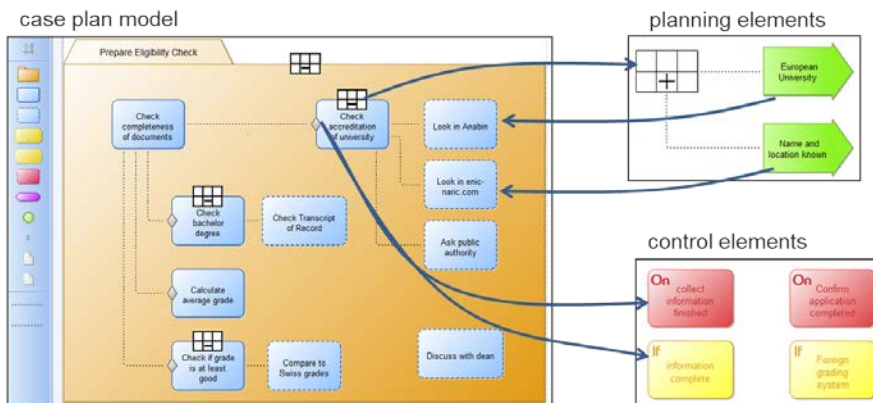 case plan model
planning elements
Prepare Eligibility Check
European
University
Check
completeness
of documents
Check
accreditation
of university
Look in Anabin
Name and
location known
Look in enic-
naric.com
Check
bachelor
degree
Check Transcript
of Record
Ask public
authority
control elements
On
collect
information
finished
On
Confirm
application
completed
Calculate
average grade
Check if grade
is at least
good
Compare to
Swiss grades
Discuss with dean
If
information
complete
If
Foreign
grading
system